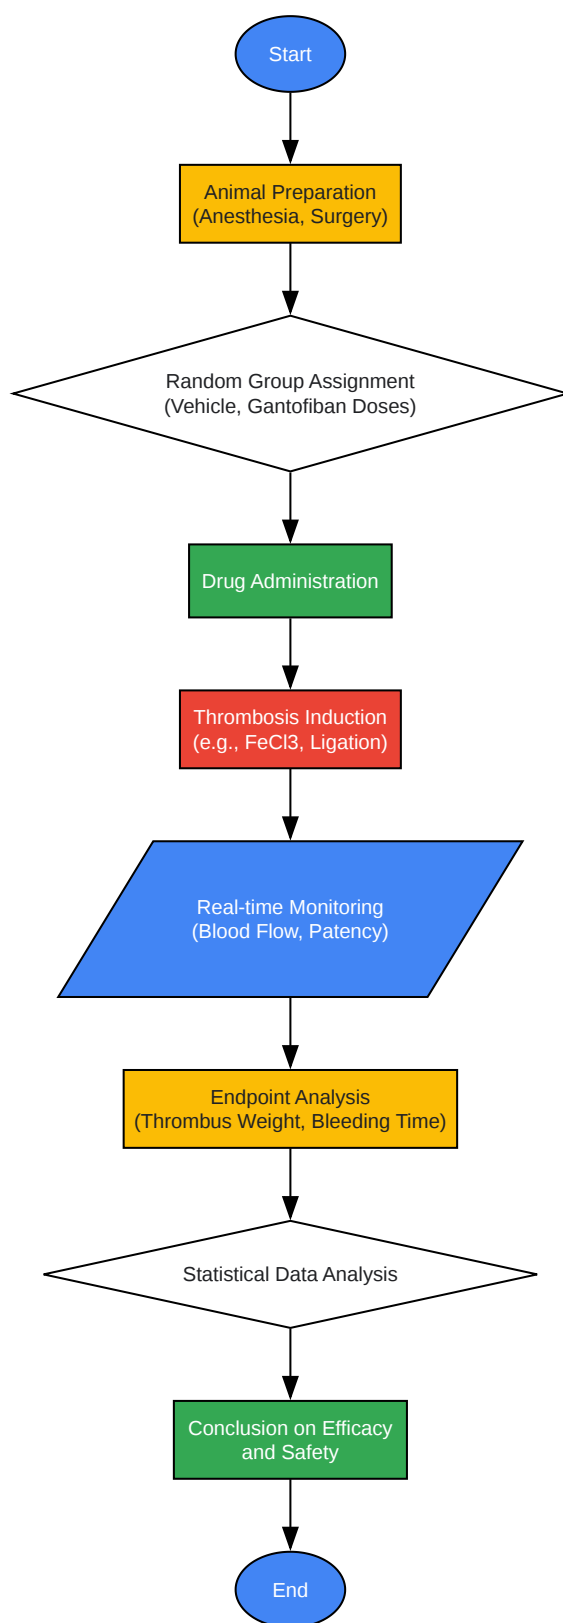 Start
Animal Preparation
(Anesthesia, Surgery)
Random Group Assignment
(Vehicle, Gantofiban Doses)
Drug Administration
Thrombosis Induction
(e.g., FeCl3, Ligation)
Real-time Monitoring
(Blood Flow, Patency)
Endpoint Analysis
(Thrombus Weight, Bleeding Time)
Statistical Data Analysis
Conclusion on Efficacy
and Safety
End